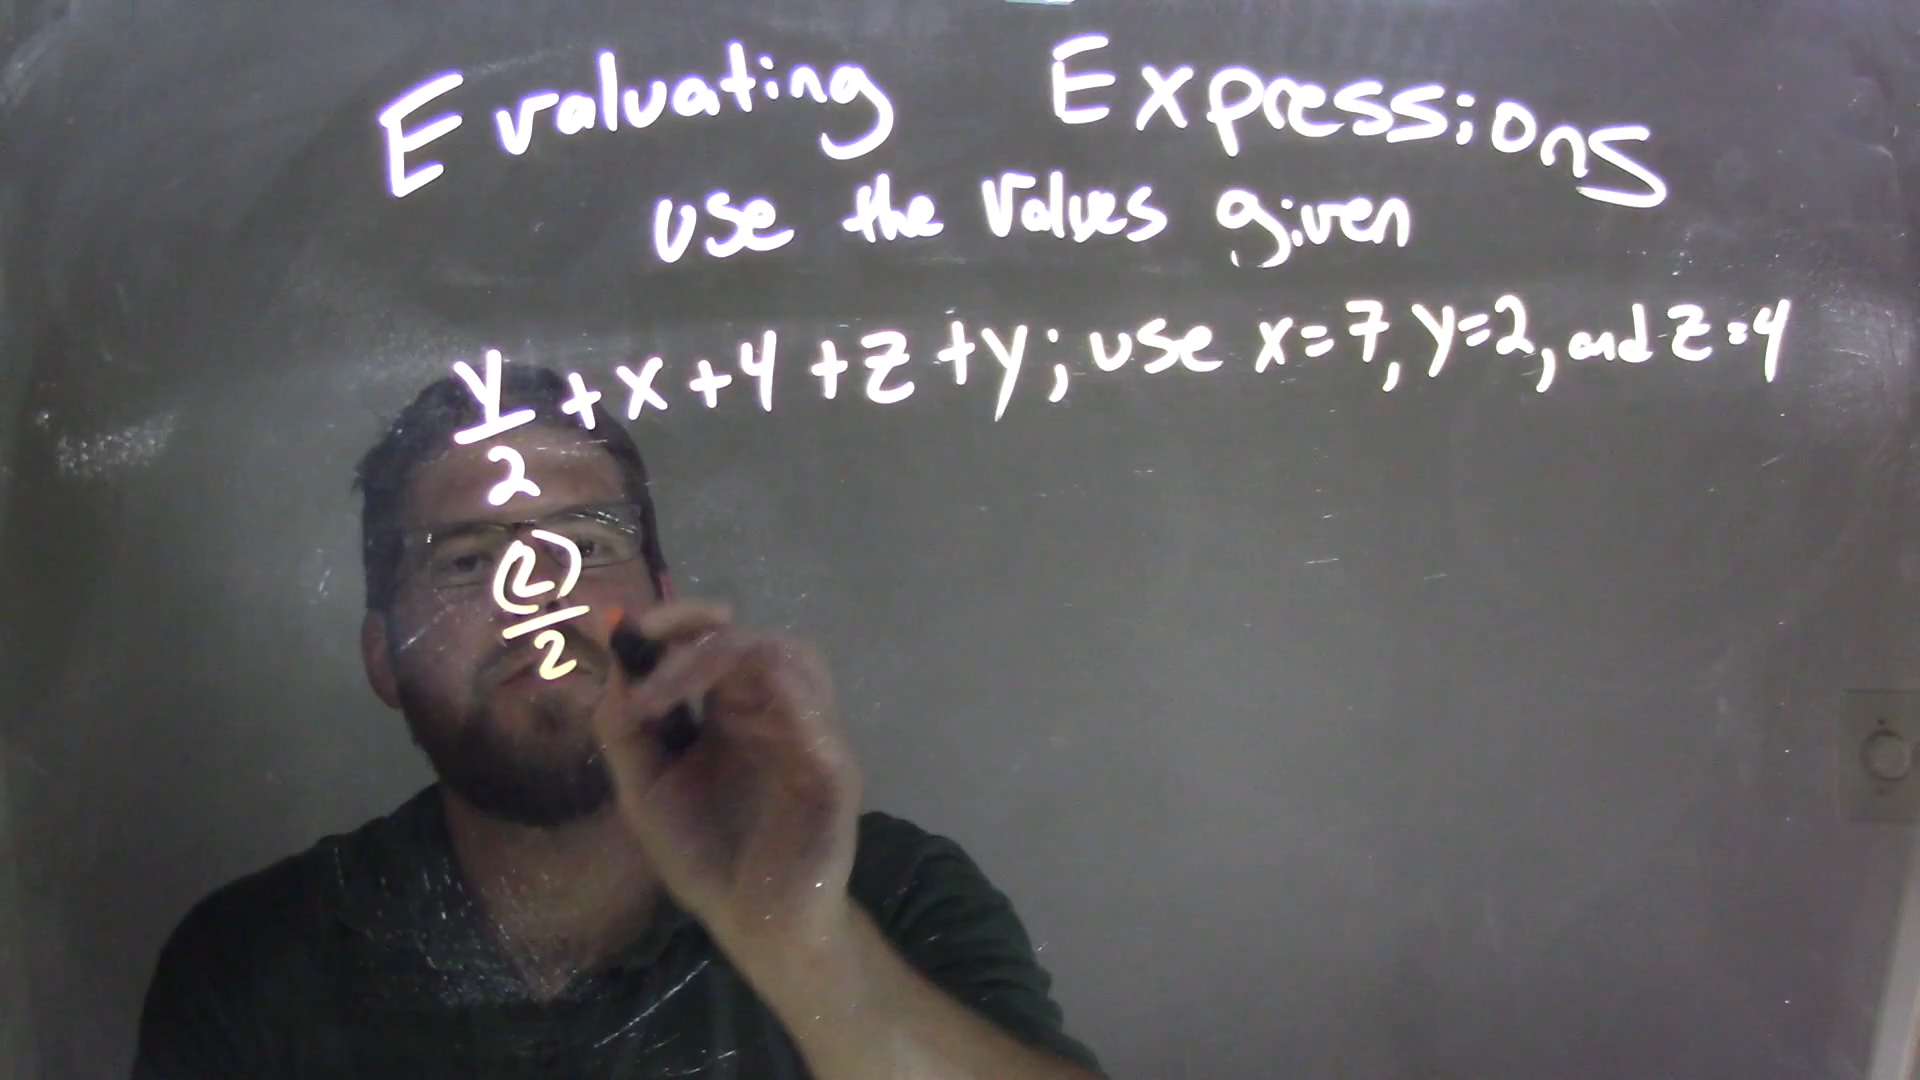 Evaluating Expressions
use the values given
y/2 + x + 4 + z + y ; use x = 7, y = 2, and z = 4
(2)/2